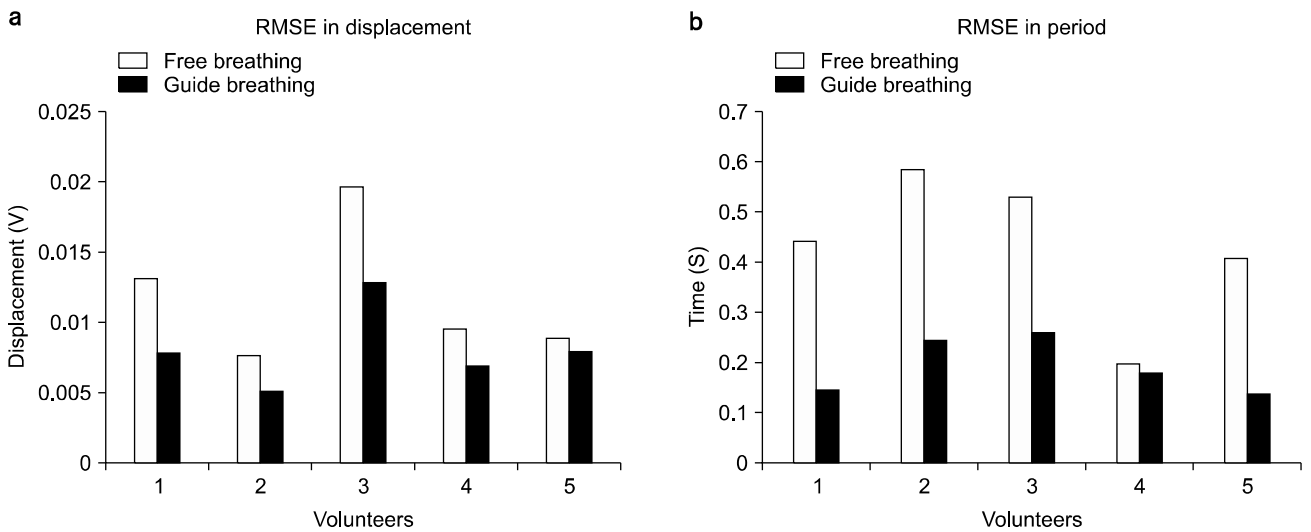 a
RMSE in displacement
Free breathing
Guide breathing
0.025
0.02
0.015
0.01
0.005
0
Displacement (V)
1 2 3 4 5
Volunteers
b
RMSE in period
Free breathing
Guide breathing
0.7
0.6
0.5
0.4
0.3
0.2
0.1
0
Time (S)
1 2 3 4 5
Volunteers